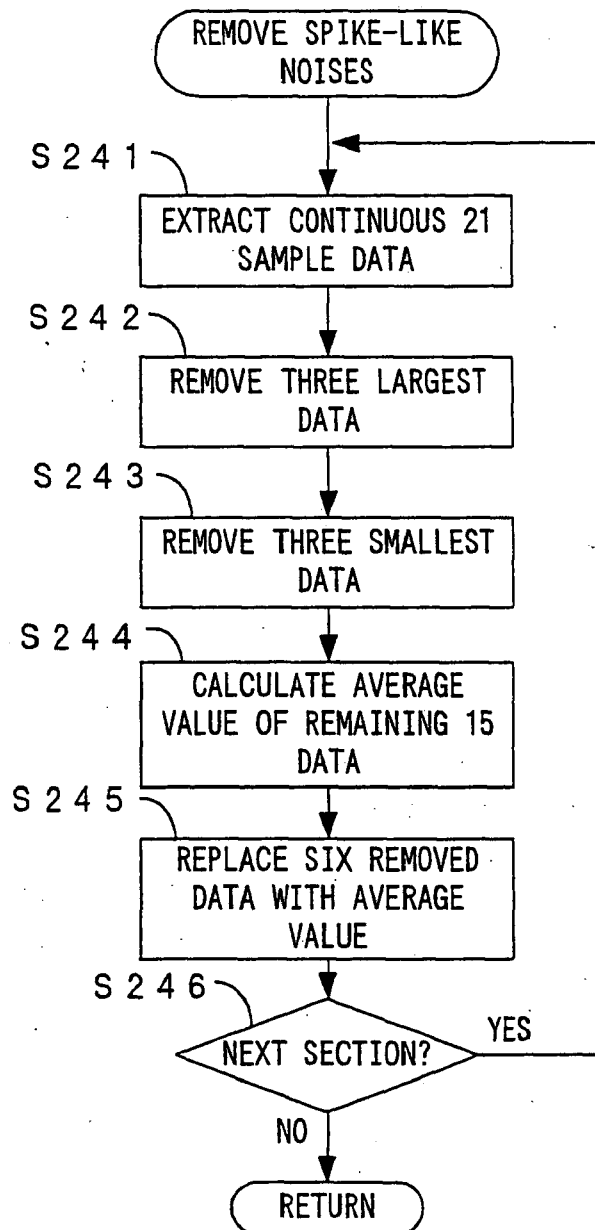 REMOVE SPIKE-LIKE
NOISES
S241
EXTRACT CONTINUOUS 21
SAMPLE DATA
S242
REMOVE THREE LARGEST
DATA
S243
REMOVE THREE SMALLEST
DATA
S244
CALCULATE AVERAGE
VALUE OF REMAINING 15
DATA
S245
REPLACE SIX REMOVED
DATA WITH AVERAGE
VALUE
S246
NEXT SECTION?
YES
NO
RETURN